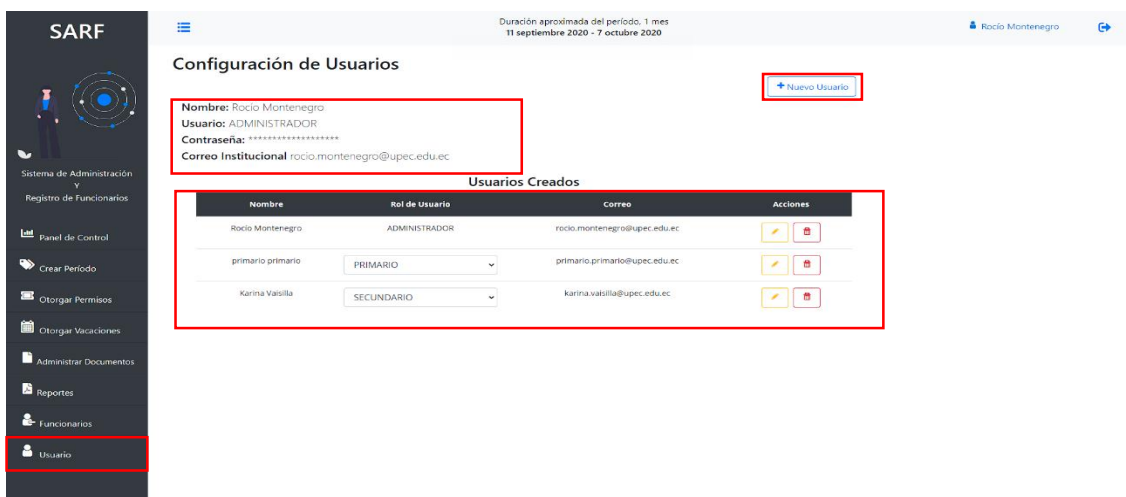 SARF
Duración aproximada del período, 1 mes
11 septiembre 2020 - 7 octubre 2020
Rocío Montenegro
Configuración de Usuarios
+ Nuevo Usuario
Nombre: Rocío Montenegro
Usuario: ADMINISTRADOR
Contraseña: *******************
Correo Institucional rocio.montenegro@upec.edu.ec
Sistema de Administración
Y
Registro de Funcionarios
Panel de Control
Crear Período
Otorgar Permisos
Otorgar Vacaciones
Administrar Documentos
Reportes
Funcionarios
Usuario
Usuarios Creados
Nombre Rol de Usuario Correo Acciones
Rocío Montenegro ADMINISTRADOR rocio.montenegro@upec.edu.ec
primario primario PRIMARIO primario.primario@upec.edu.ec
Karina Vaisilla SECUNDARIO karina.vaisilla@upec.edu.ec